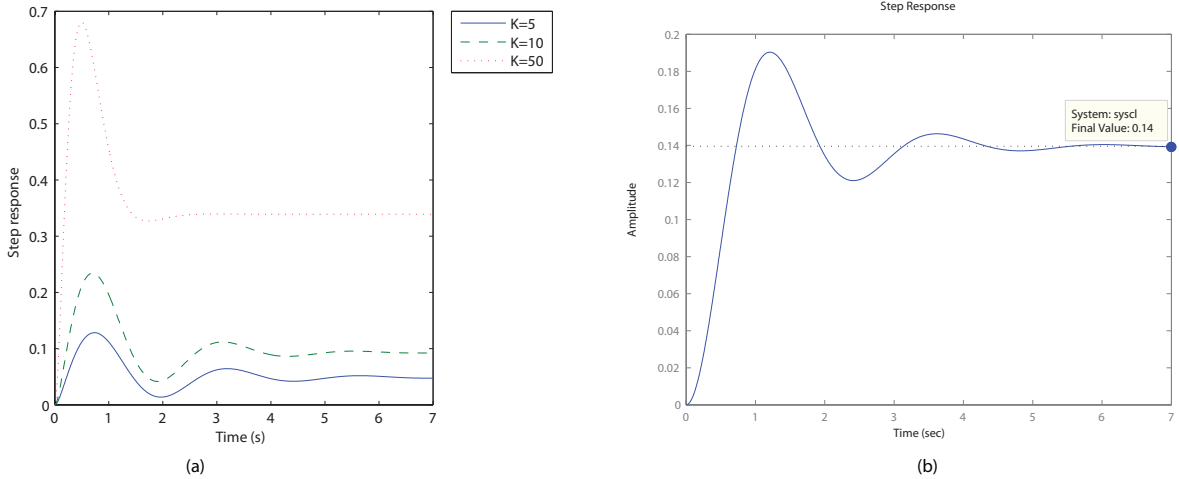 0.7
0.6
0.5
0.4
0.3
0.2
0.1
0
Step response
0 1 2 3 4 5 6 7
Time (s)
K=5
K=10
K=50
(a)
Step Response
0.2
0.18
0.16
0.14
0.12
0.1
0.08
0.06
0.04
0.02
0
Amplitude
System: syscl
Final Value: 0.14
0 1 2 3 4 5 6 7
Time (sec)
(b)